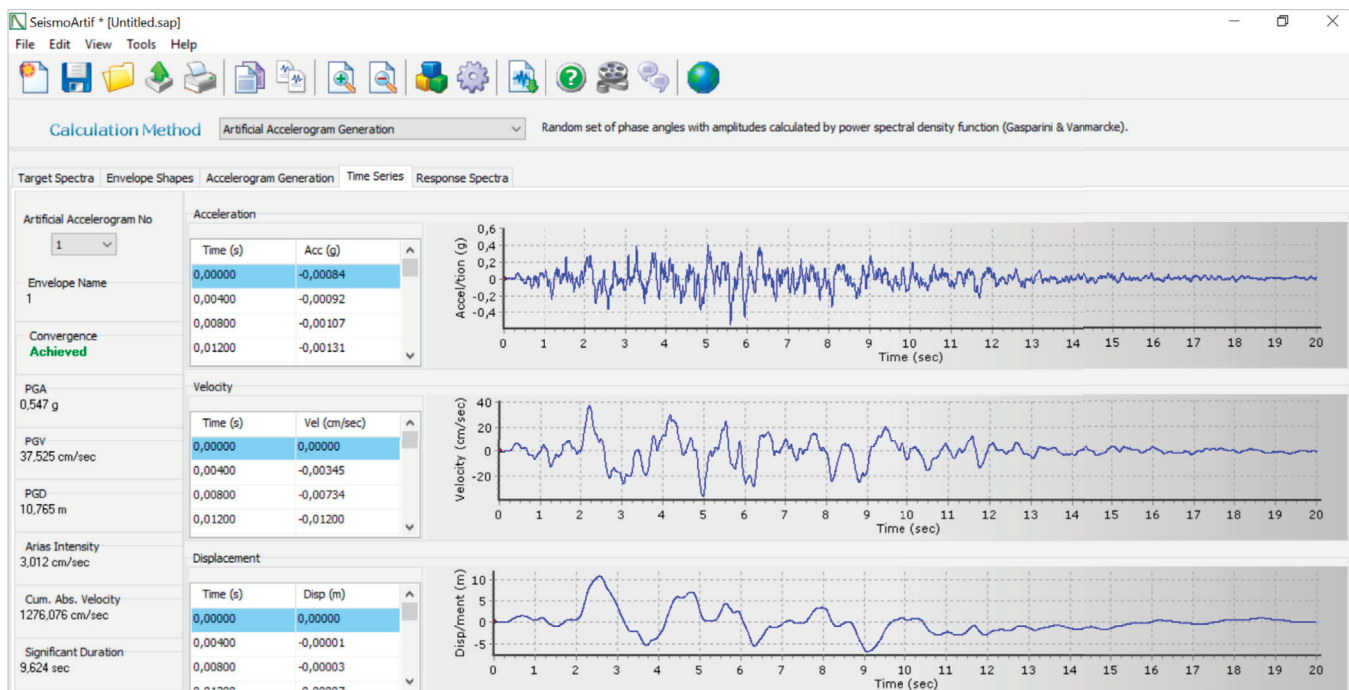 SeismoArtif * [Untitled.sap]
File Edit View Tools Help
Calculation Method Artificial Accelerogram Generation Random set of phase angles with amplitudes calculated by power spectral density function (Gasparini & Vanmarcke).
Target Spectra Envelope Shapes Accelerogram Generation Time Series Response Spectra
Artificial Accelerogram No
1
Envelope Name
1
Convergence
Achieved
PGA
0,547 g
PGV
37,525 cm/sec
PGD
10,765 m
Arias Intensity
3,012 cm/sec
Cum. Abs. Velocity
1276,076 cm/sec
Significant Duration
9,624 sec
Acceleration
Time (s) Acc (g)
0,00000 -0,00084
0,00400 -0,00092
0,00800 -0,00107
0,01200 -0,00131
Accel/tion (g)
0,6
0,4
0,2
0
-0,2
-0,4
0 1 2 3 4 5 6 7 8 9 10 11 12 13 14 15 16 17 18 19 20
Time (sec)
Velocity
Time (s) Vel (cm/sec)
0,00000 0,00000
0,00400 -0,00345
0,00800 -0,00734
0,01200 -0,01200
Velocity (cm/sec)
40
20
0
-20
0 1 2 3 4 5 6 7 8 9 10 11 12 13 14 15 16 17 18 19 20
Time (sec)
Displacement
Time (s) Disp (m)
0,00000 0,00000
0,00400 -0,00001
0,00800 -0,00003
Disp/ment (m)
10
5
0
-5
0 1 2 3 4 5 6 7 8 9 10 11 12 13 14 15 16 17 18 19 20
Time (sec)